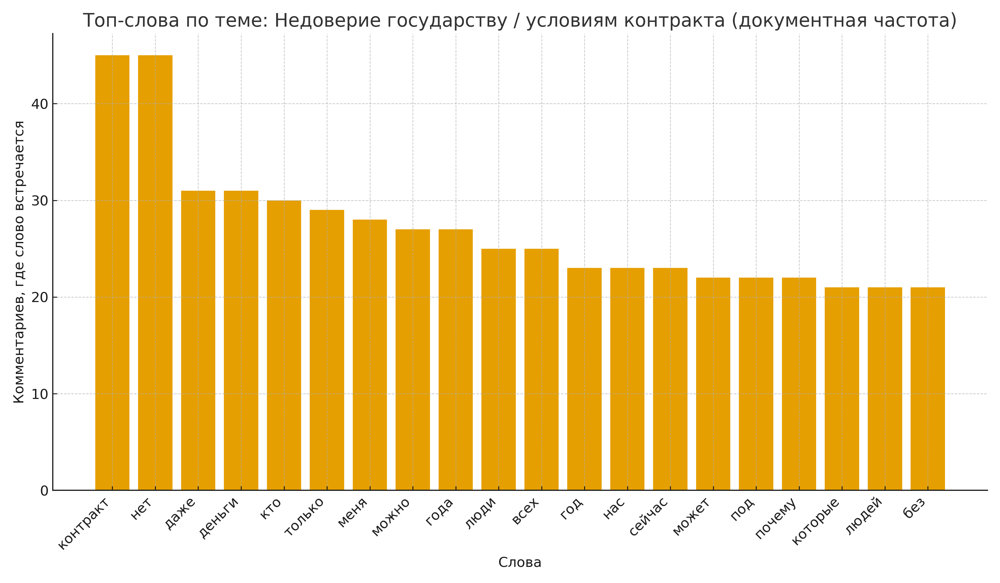 Топ-слова по теме: Недоверие государству / условиям контракта (документная частота)
Комментариев, где слово встречается
40
30
20
10
0
контракт
нет
даже
деньги
кто
только
меня
можно
года
люди
всех
год
нас
сейчас
может
под
почему
которые
людей
без
Слова